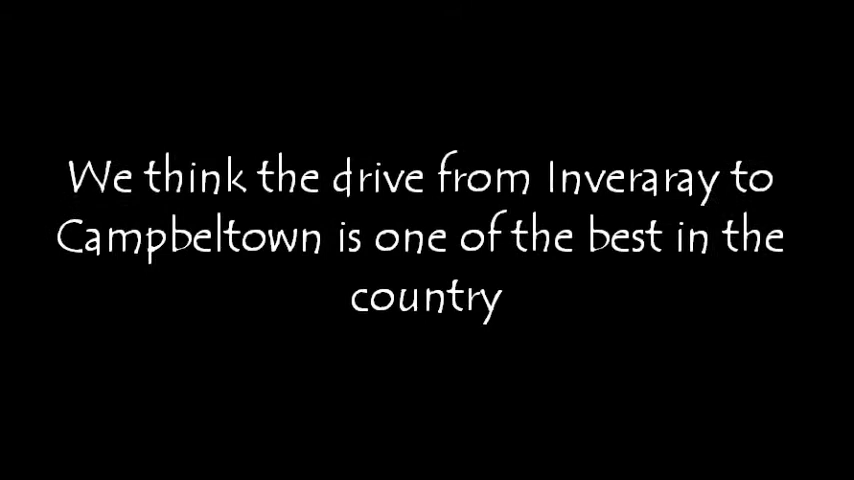 We think the drive from Inveraray to
Campbeltown is one of the best in the
country